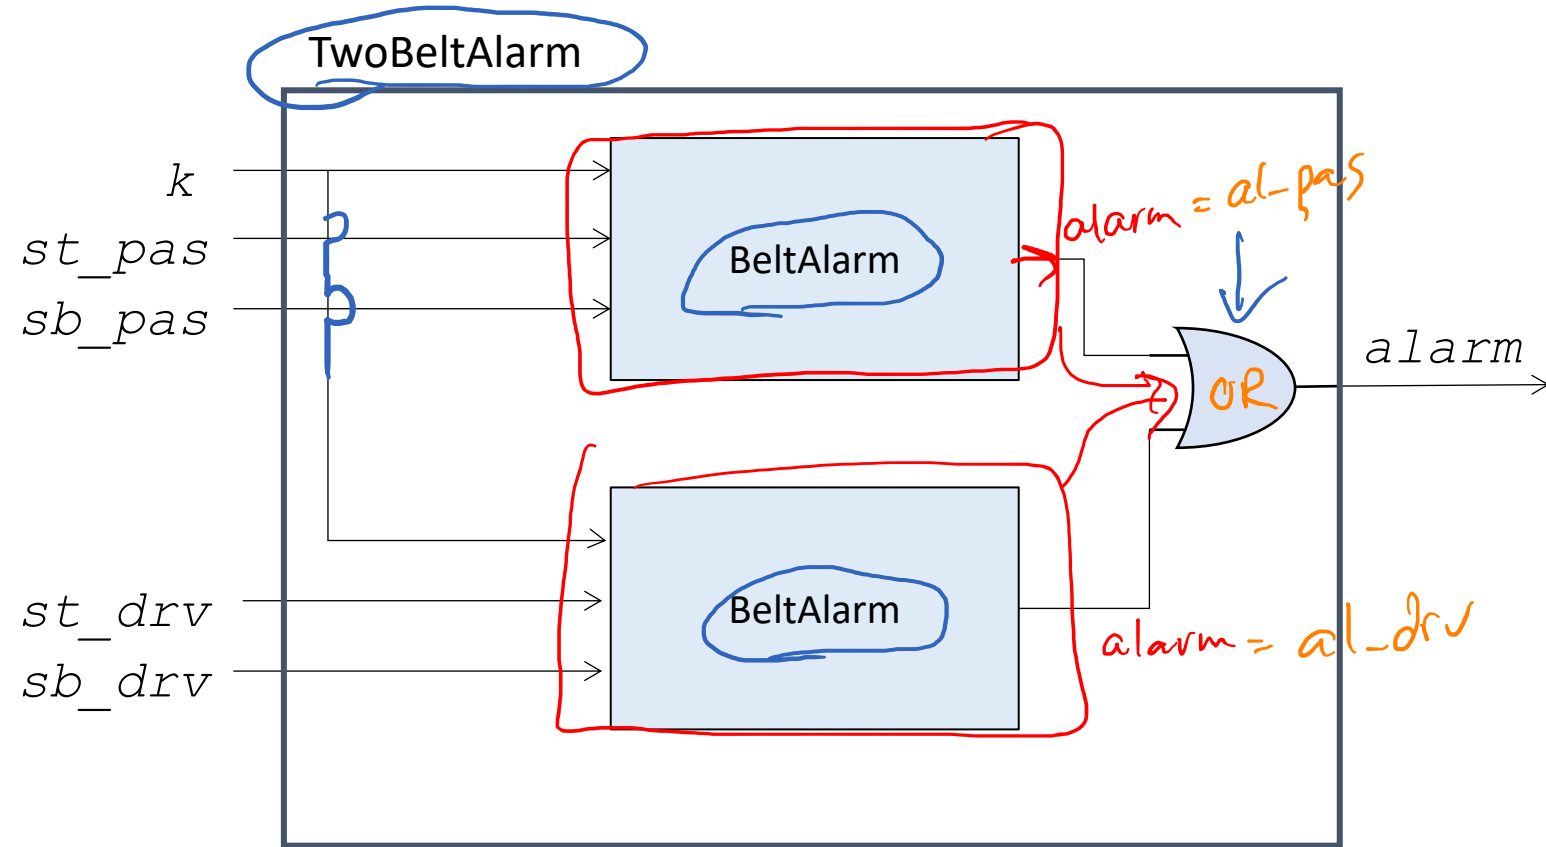 TwoBeltAlarm
k
st_pas
sb_pas
BeltAlarm
alarm = al_pas
OR
alarm
BeltAlarm
st_drv
sb_drv
alarm = al_drv